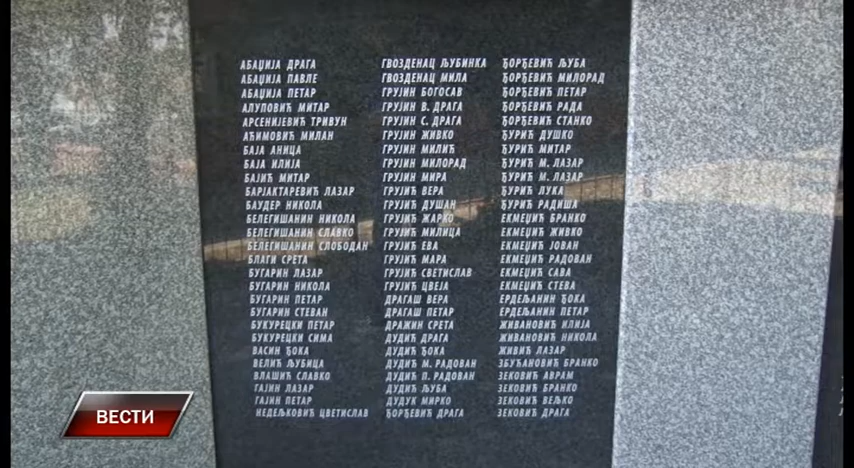 АБАЏИЈА ДРАГА
АБАЏИЈА ПАВЛЕ
АБАЏИЈА ПЕТАР
АЛУПОВИЋ МИТАР
АРСЕНИЈЕВИЋ ТРИВУН
АЋИМОВИЋ МИЛАН
БАЈА АНИЦА
БАЈА ИЛИЈА
БАЈИЋ МИТАР
БАРЈАКТАРЕВИЋ ЛАЗАР
БАУДЕР НИКОЛА
БЕЛЕГИШАНИН НИКОЛА
БЕЛЕГИШАНИН СЛАВКО
БЕЛЕГИШАНИН СЛОБОДАН
БЛАГИ СРЕТА
БУГАРИН ЛАЗАР
БУГАРИН НИКОЛА
БУГАРИН ПЕТАР
БУГАРИН СТЕВАН
БУКУРЕЦКИ ПЕТАР
БУКУРЕЦКИ СИМА
ВАСИН ЂОКА
ВЕЛИЋ ЉУБИЦА
ВЛАШИЋ СЛАВКО
ГАЈИН ЛАЗАР
ГАЈИН ПЕТАР
НЕДЕЉКОВИЋ ЦВЕТИСЛАВ
ГВОЗДЕНАЦ ЉУБИНКА
ГВОЗДЕНАЦ МИЛА
ГРУЈИН БОГОСАВ
ГРУЈИН В. ДРАГА
ГРУЈИН С. ДРАГА
ГРУЈИН ЖИВКО
ГРУЈИН МИЛИЋ
ГРУЈИН МИЛОРАД
ГРУЈИН МИРА
ГРУЈИЋ ВЕРА
ГРУЈИЋ ДУШАН
ГРУЈИЋ ЖАРКО
ГРУЈИЋ МИЛИЦА
ГРУЈИЋ ЕВА
ГРУЈИЋ МАРА
ГРУЈИЋ СВЕТИСЛАВ
ГРУЈИЋ ЦВЕЈА
ДРАГАШ ВЕРА
ДРАГАШ ПЕТАР
ДРАЖИН СРЕТА
ДУДИЋ ДРАГА
ДУДИЋ ЂОКА
ДУДИЋ М. РАДОВАН
ДУДИЋ П. РАДОВАН
ДУДИЋ ЉУБА
ДУДУК МИРКО
ЂОРЂЕВИЋ ДРАГА
ЂОРЂЕВИЋ ЉУБА
ЂОРЂЕВИЋ МИЛОРАД
ЂОРЂЕВИЋ ПЕТАР
ЂОРЂЕВИЋ РАДА
ЂОРЂЕВИЋ СТАНКО
ЂУРИЋ ДУШКО
ЂУРИЋ МИТАР
ЂУРИЋ М. ЛАЗАР
ЂУРИЋ М. ЛАЗАР
ЂУРИЋ ЛУКА
ЂУРИЋ РАДИША
ЕКМЕЏИЋ БРАНКО
ЕКМЕЏИЋ ЖИВКО
ЕКМЕЏИЋ ЈОВАН
ЕКМЕЏИЋ РАДОВАН
ЕКМЕЏИЋ САВА
ЕКМЕЏИЋ СТЕВА
ЕРДЕЉАНИН ЂОКА
ЕРДЕЉАНИН ПЕТАР
ЖИВАНОВИЋ ИЛИЈА
ЖИВАНОВИЋ НИКОЛА
ЖИВИЋ ЛАЗАР
ЗБУЋАНОВИЋ БРАНКО
ЗЕКОВИЋ АВРАМ
ЗЕКОВИЋ БРАНКО
ЗЕКОВИЋ ВЕЉКО
ЗЕКОВИЋ ДРАГА
ВЕСТИ